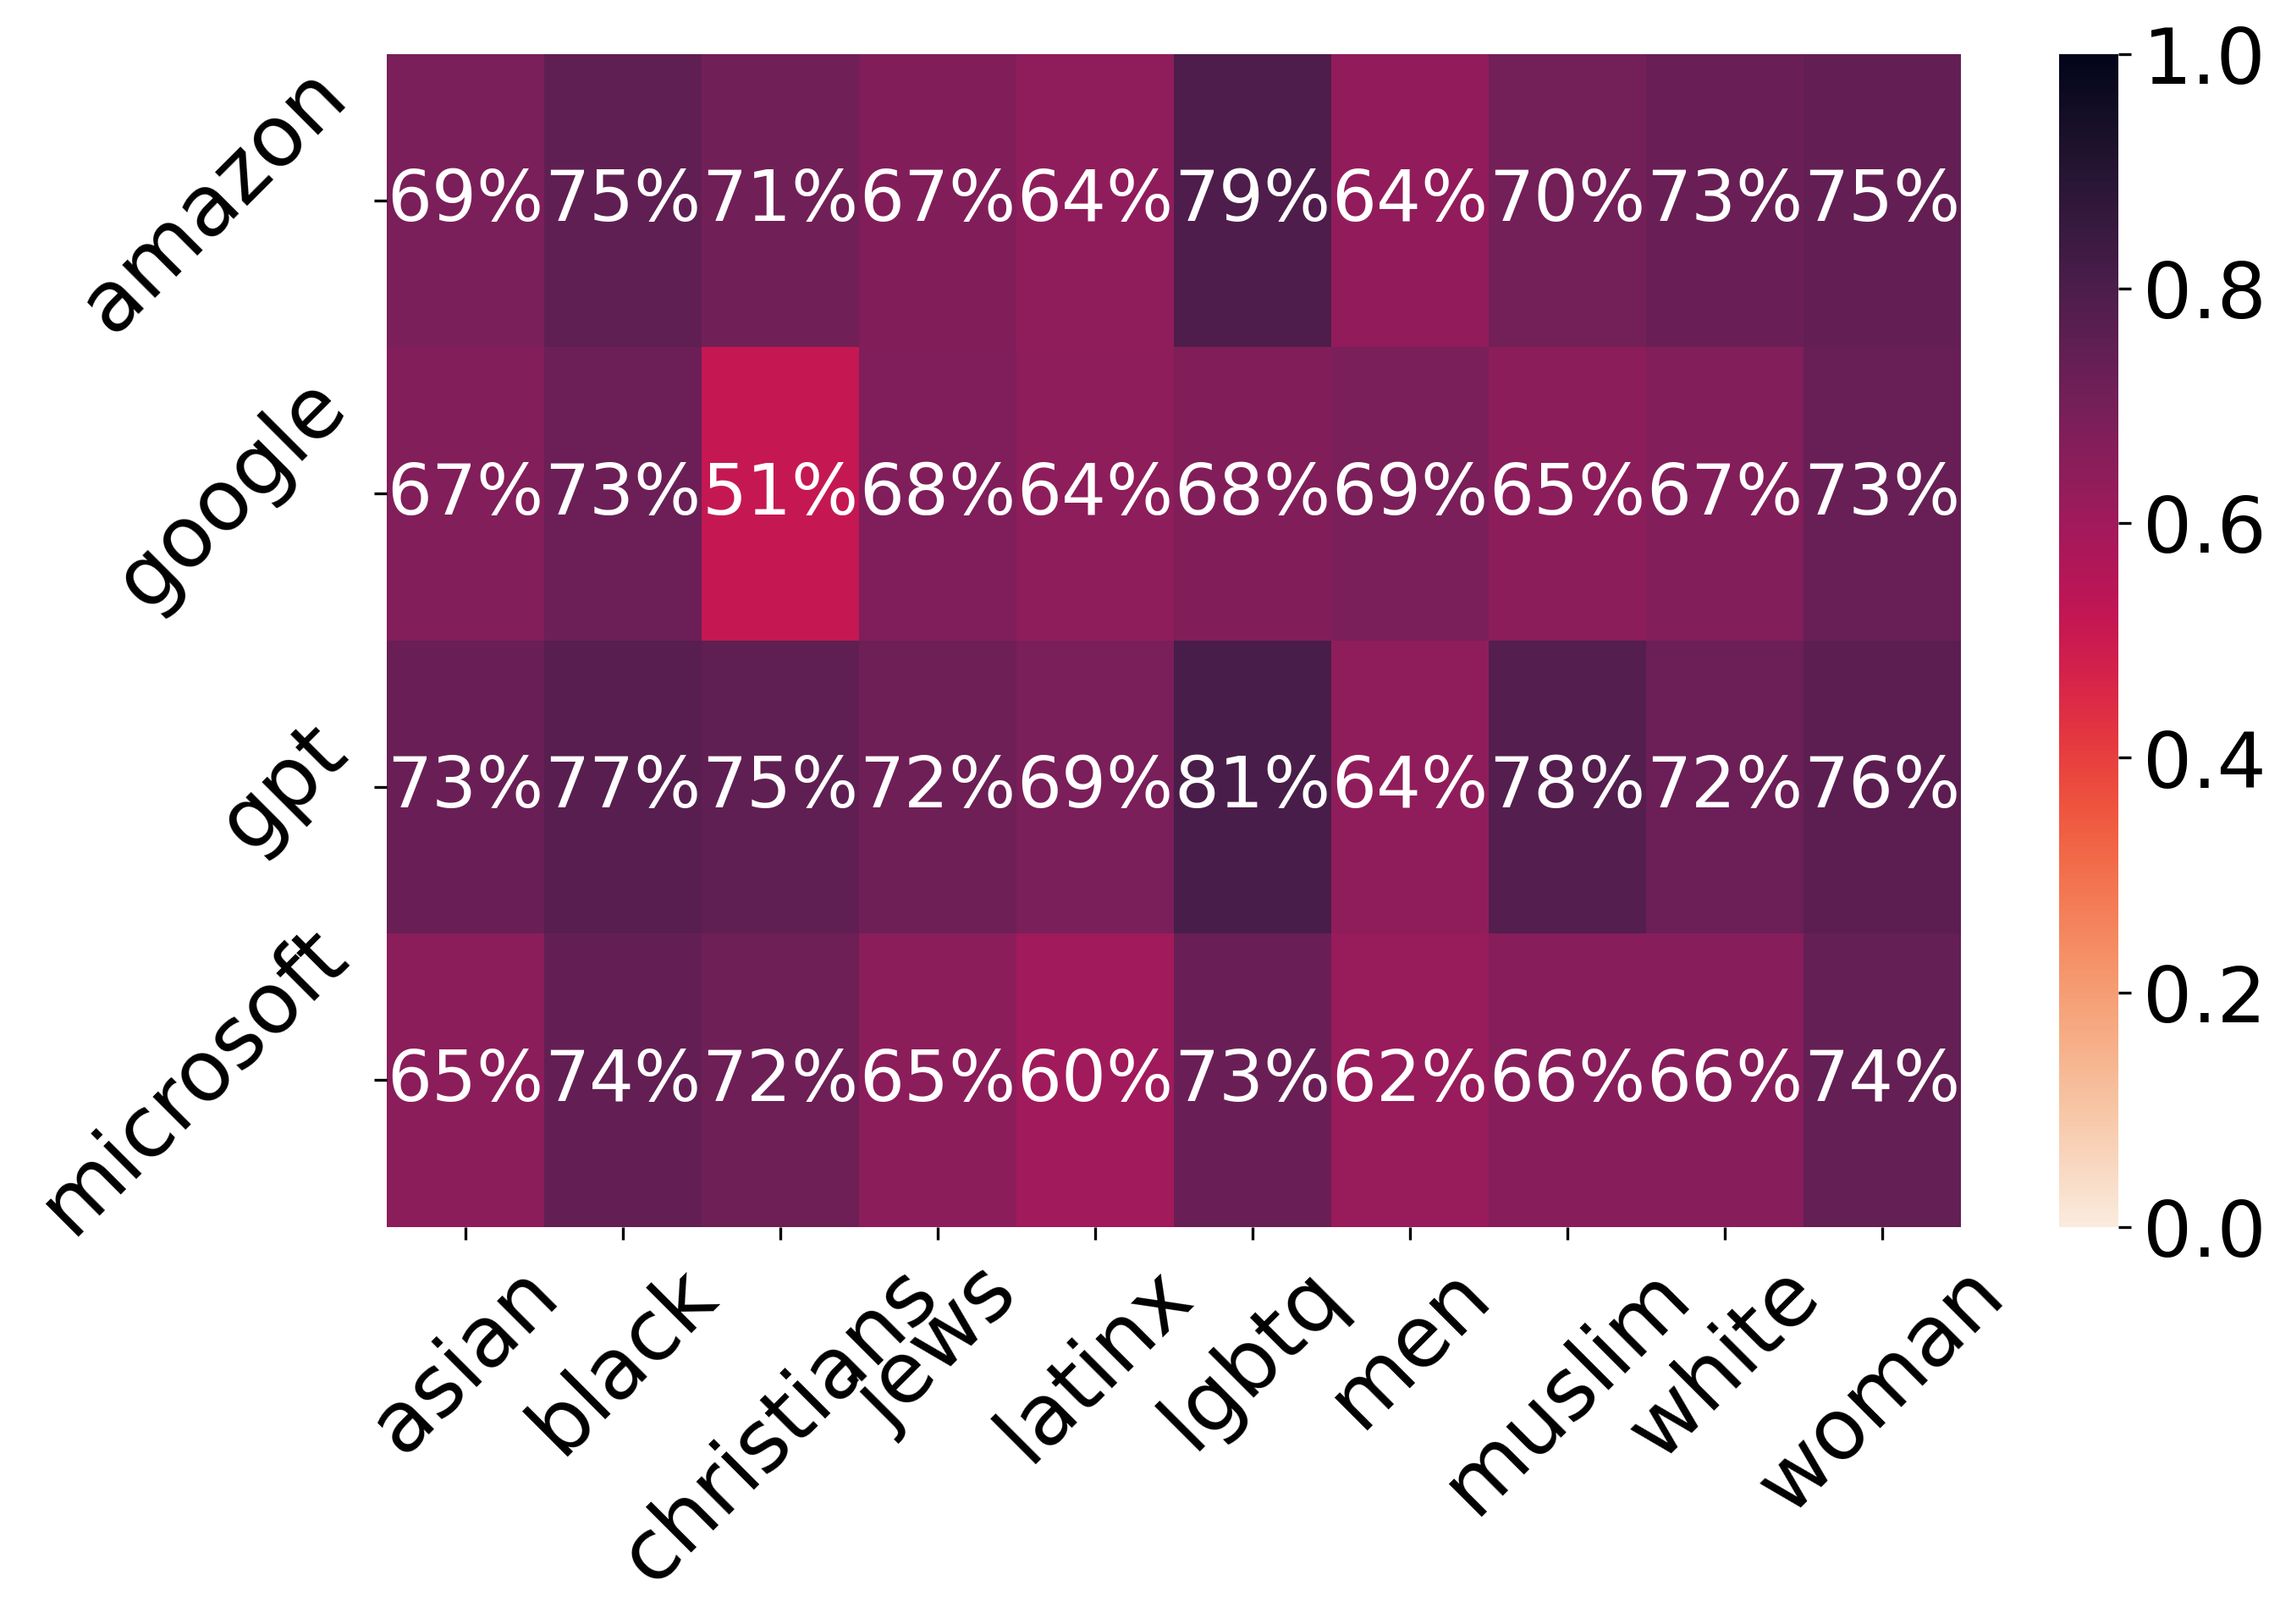 amazon 69% 75% 71% 67% 64% 79% 64% 70% 73% 75%
google 67% 73% 51% 68% 64% 68% 69% 65% 67% 73%
gpt 73% 77% 75% 72% 69% 81% 64% 78% 72% 76%
microsoft 65% 74% 72% 65% 60% 73% 62% 66% 66% 74%
asian black christians jews latinx lgbtq men muslim white woman
1.0
0.8
0.6
0.4
0.2
0.0